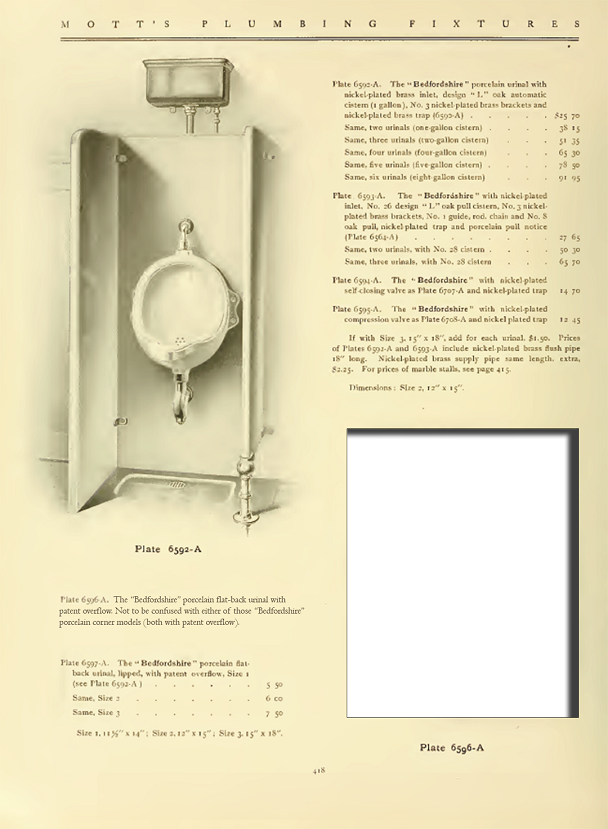 MOTT'S PLUMBING FIXTURES
Plate 6592-A. The "Bedfordshire" porcelain urinal with
nickel-plated brass inlet, design "I," oak automatic
cistern (1 gallon), No. 3 nickel-plated brass brackets and
nickel-plated brass trap (6592-A) . . . . . $25 70
Same, two urinals (one-gallon cistern) . . . . 38 15
Same, three urinals (two-gallon cistern) . . . . 51 35
Same, four urinals (four-gallon cistern) . . . . 65 30
Same, five urinals (five-gallon cistern) . . . . 78 50
Same, six urinals (eight-gallon cistern) . . . . 91 95
Plate 6593-A. The "Bedfordshire" with nickel-plated
inlet, No. 26 design "I." oak pull cistern, No. 3 nickel-
plated brass brackets, No. 1 guide, rod, chain and No. 8
oak pull, nickel-plated trap and porcelain pull notice
(Plate 6564-A) . . . . . . . . 27 65
Same, two urinals, with No. 28 cistern . . . . 50 30
Same, three urinals, with No. 28 cistern . . . . 65 70
Plate 6594-A. The "Bedfordshire" with nickel-plated
self-closing valve as Plate 6707-A and nickel-plated trap 14 70
Plate 6595-A. The "Bedfordshire" with nickel-plated
compression valve as Plate 6708-A and nickel plated trap 12 45
If with Size 3, 15" x 18", add for each urinal, $1.50. Prices
of Plates 6592-A and 6593-A include nickel-plated brass flush pipe
18" long. Nickel-plated brass supply pipe same length, extra,
$2.25. For prices of marble stalls, see page 415.
Dimensions: Size 2, 12" x 15".
Plate 6592-A
Plate 6596-A. The "Bedfordshire" porcelain flat-back urinal with
patent overflow. Not to be confused with either of those "Bedfordshire"
porcelain corner models (both with patent overflow).
Plate 6597-A. The "Bedfordshire" porcelain flat-
back urinal, lipped, with patent overflow, Size 1
(see Plate 6592-A) . . . . . . 5 50
Same, Size 2 . . . . . . 6 00
Same, Size 3 . . . . . . 7 50
Size 1, 11½" x 14"; Size 2, 12" x 15"; Size 3, 15" x 18".
Plate 6596-A
418